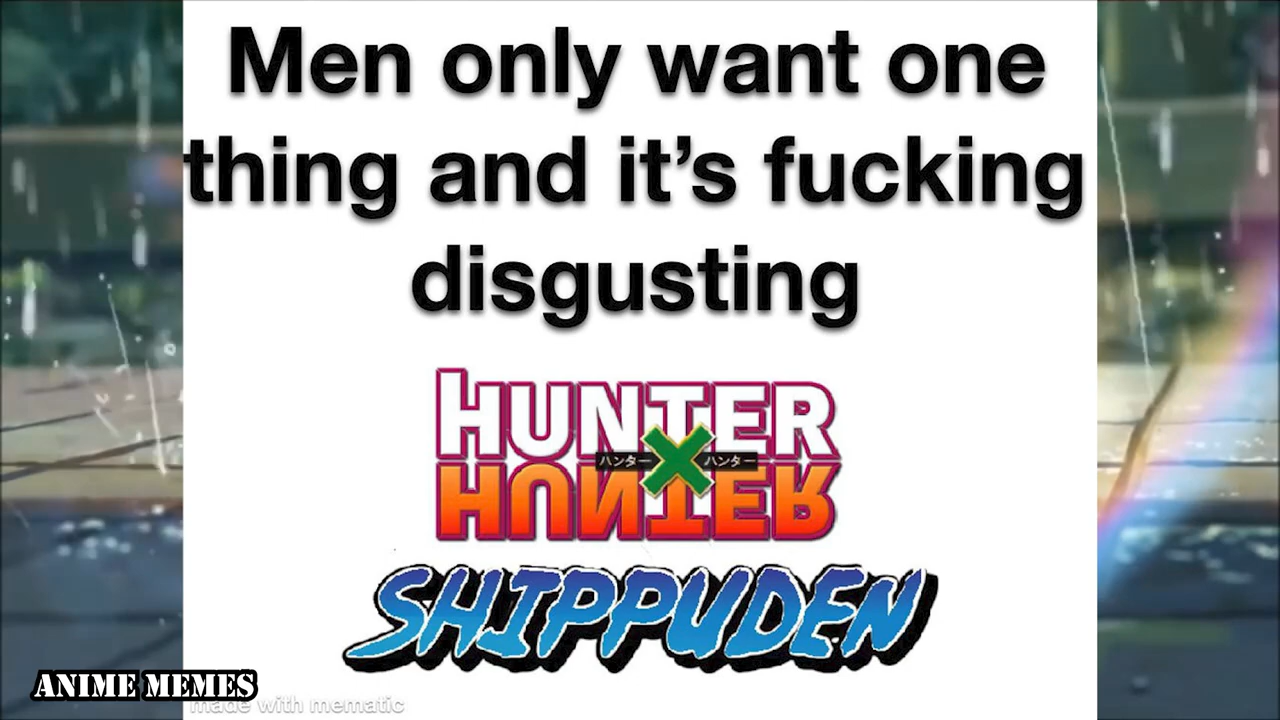 Men only want one
thing and it's fucking
disgusting
HUNTER
ハンター X ハンター
HUNTER
SHIPPUDEN
ANIME MEMES
made with mematic